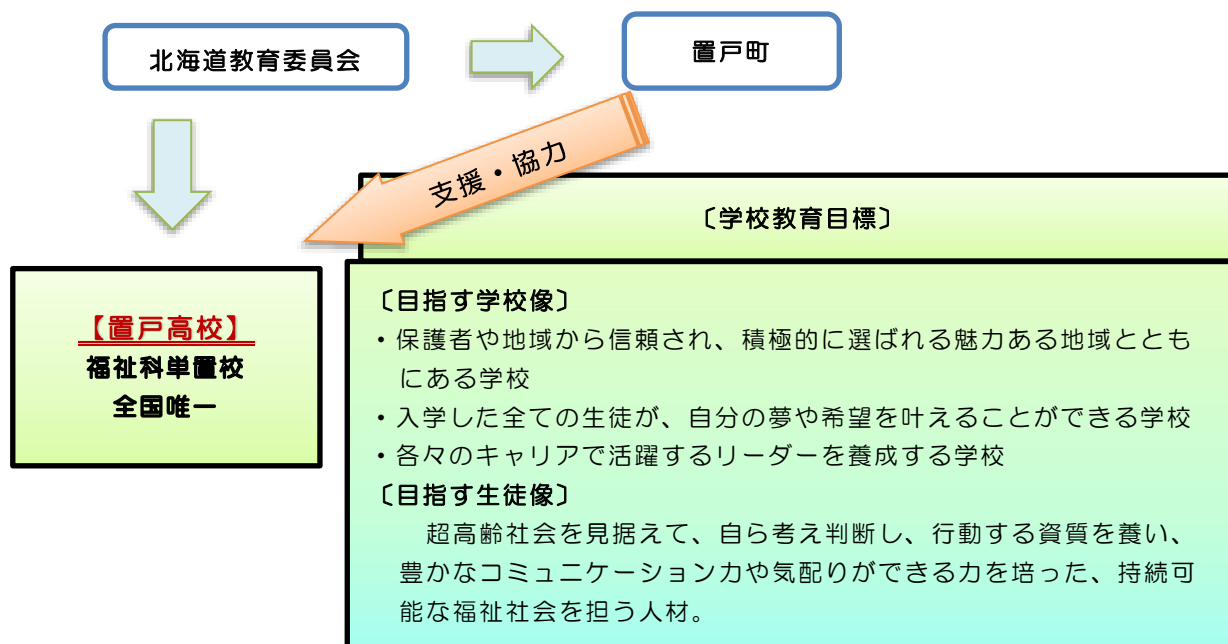 北海道教育委員会
置戸町
支援・協力
〔学校教育目標〕
【置戸高校】
福祉科単置校
全国唯一
〔目指す学校像〕
・保護者や地域から信頼され、積極的に選ばれる魅力ある地域ととも
にある学校
・入学した全ての生徒が、自分の夢や希望を叶えることができる学校
・各々のキャリアで活躍するリーダーを養成する学校
〔目指す生徒像〕
超高齢社会を見据えて、自ら考え判断し、行動する資質を養い、
豊かなコミュニケーション力や気配りができる力を培った、持続可
能な福祉社会を担う人材。